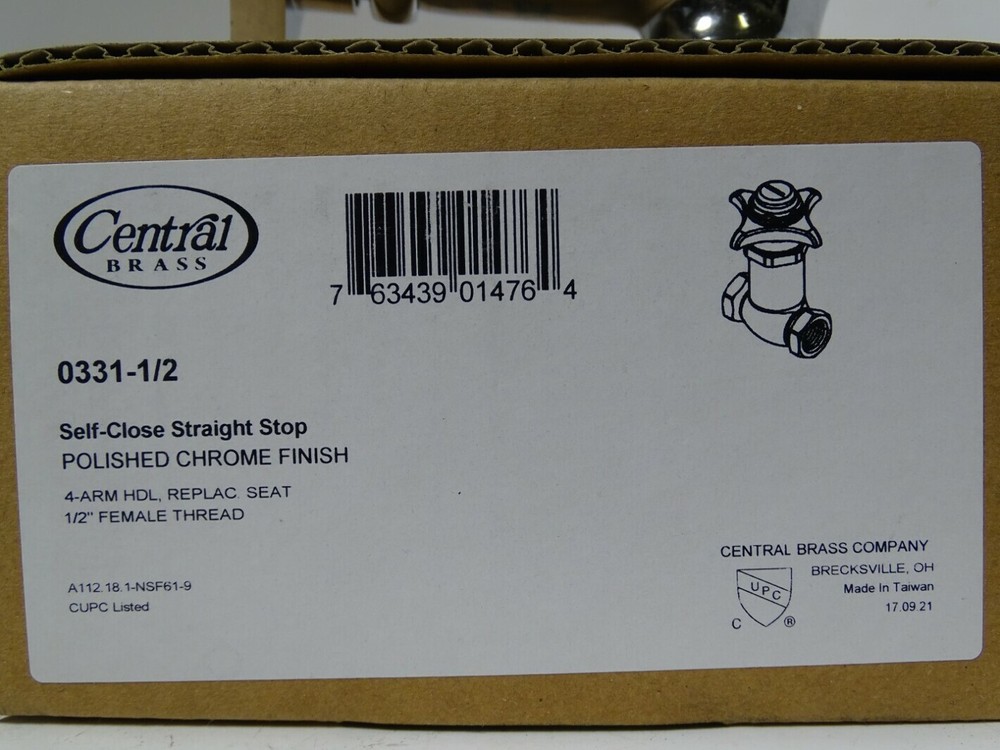 Central
BRASS
7 63439 01476 4
0331-1/2
Self-Close Straight Stop
POLISHED CHROME FINISH
4-ARM HDL, REPLAC. SEAT
1/2" FEMALE THREAD
A112.18.1-NSF61-9
CUPC Listed
CENTRAL BRASS COMPANY
BRECKSVILLE, OH
Made In Taiwan
17.09.21
UPC
C ®